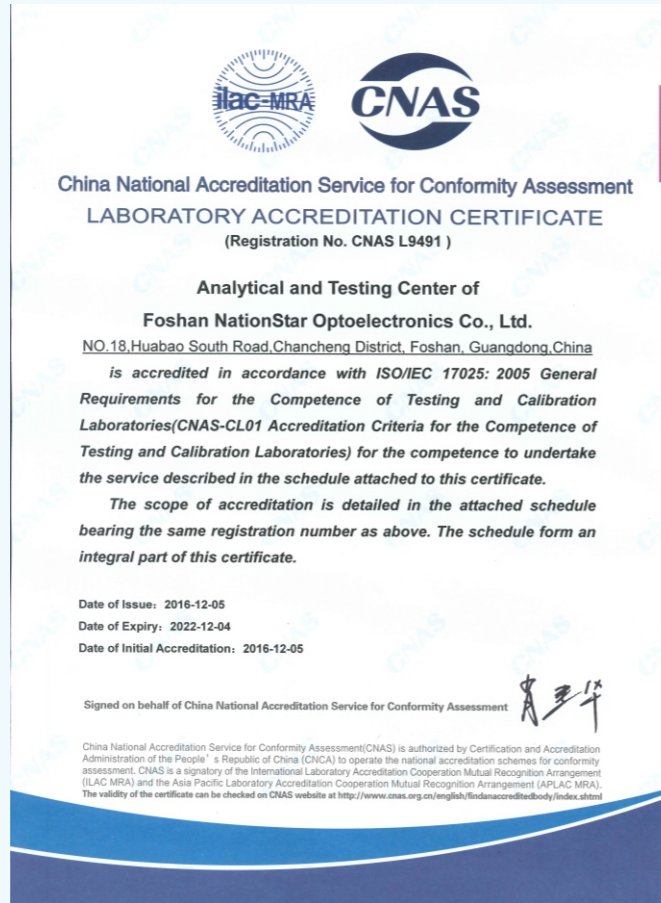 ilac-MRA
CNAS
China National Accreditation Service for Conformity Assessment
LABORATORY ACCREDITATION CERTIFICATE
(Registration No. CNAS L9491 )
Analytical and Testing Center of
Foshan NationStar Optoelectronics Co., Ltd.
NO.18,Huabao South Road,Chancheng District, Foshan, Guangdong,China
is accredited in accordance with ISO/IEC 17025: 2005 General
Requirements for the Competence of Testing and Calibration
Laboratories(CNAS-CL01 Accreditation Criteria for the Competence of
Testing and Calibration Laboratories) for the competence to undertake
the service described in the schedule attached to this certificate.
The scope of accreditation is detailed in the attached schedule
bearing the same registration number as above. The schedule form an
integral part of this certificate.
Date of Issue：2016-12-05
Date of Expiry：2022-12-04
Date of Initial Accreditation：2016-12-05
Signed on behalf of China National Accreditation Service for Conformity Assessment
China National Accreditation Service for Conformity Assessment(CNAS) is authorized by Certification and Accreditation
Administration of the People’ s Republic of China (CNCA) to operate the national accreditation schemes for conformity
assessment. CNAS is a signatory of the International Laboratory Accreditation Cooperation Mutual Recognition Arrangement
(ILAC MRA) and the Asia Pacific Laboratory Accreditation Cooperation Mutual Recognition Arrangement (APLAC MRA).
The validity of the certificate can be checked on CNAS website at http://www.cnas.org.cn/english/findanaccreditedbody/index.shtml